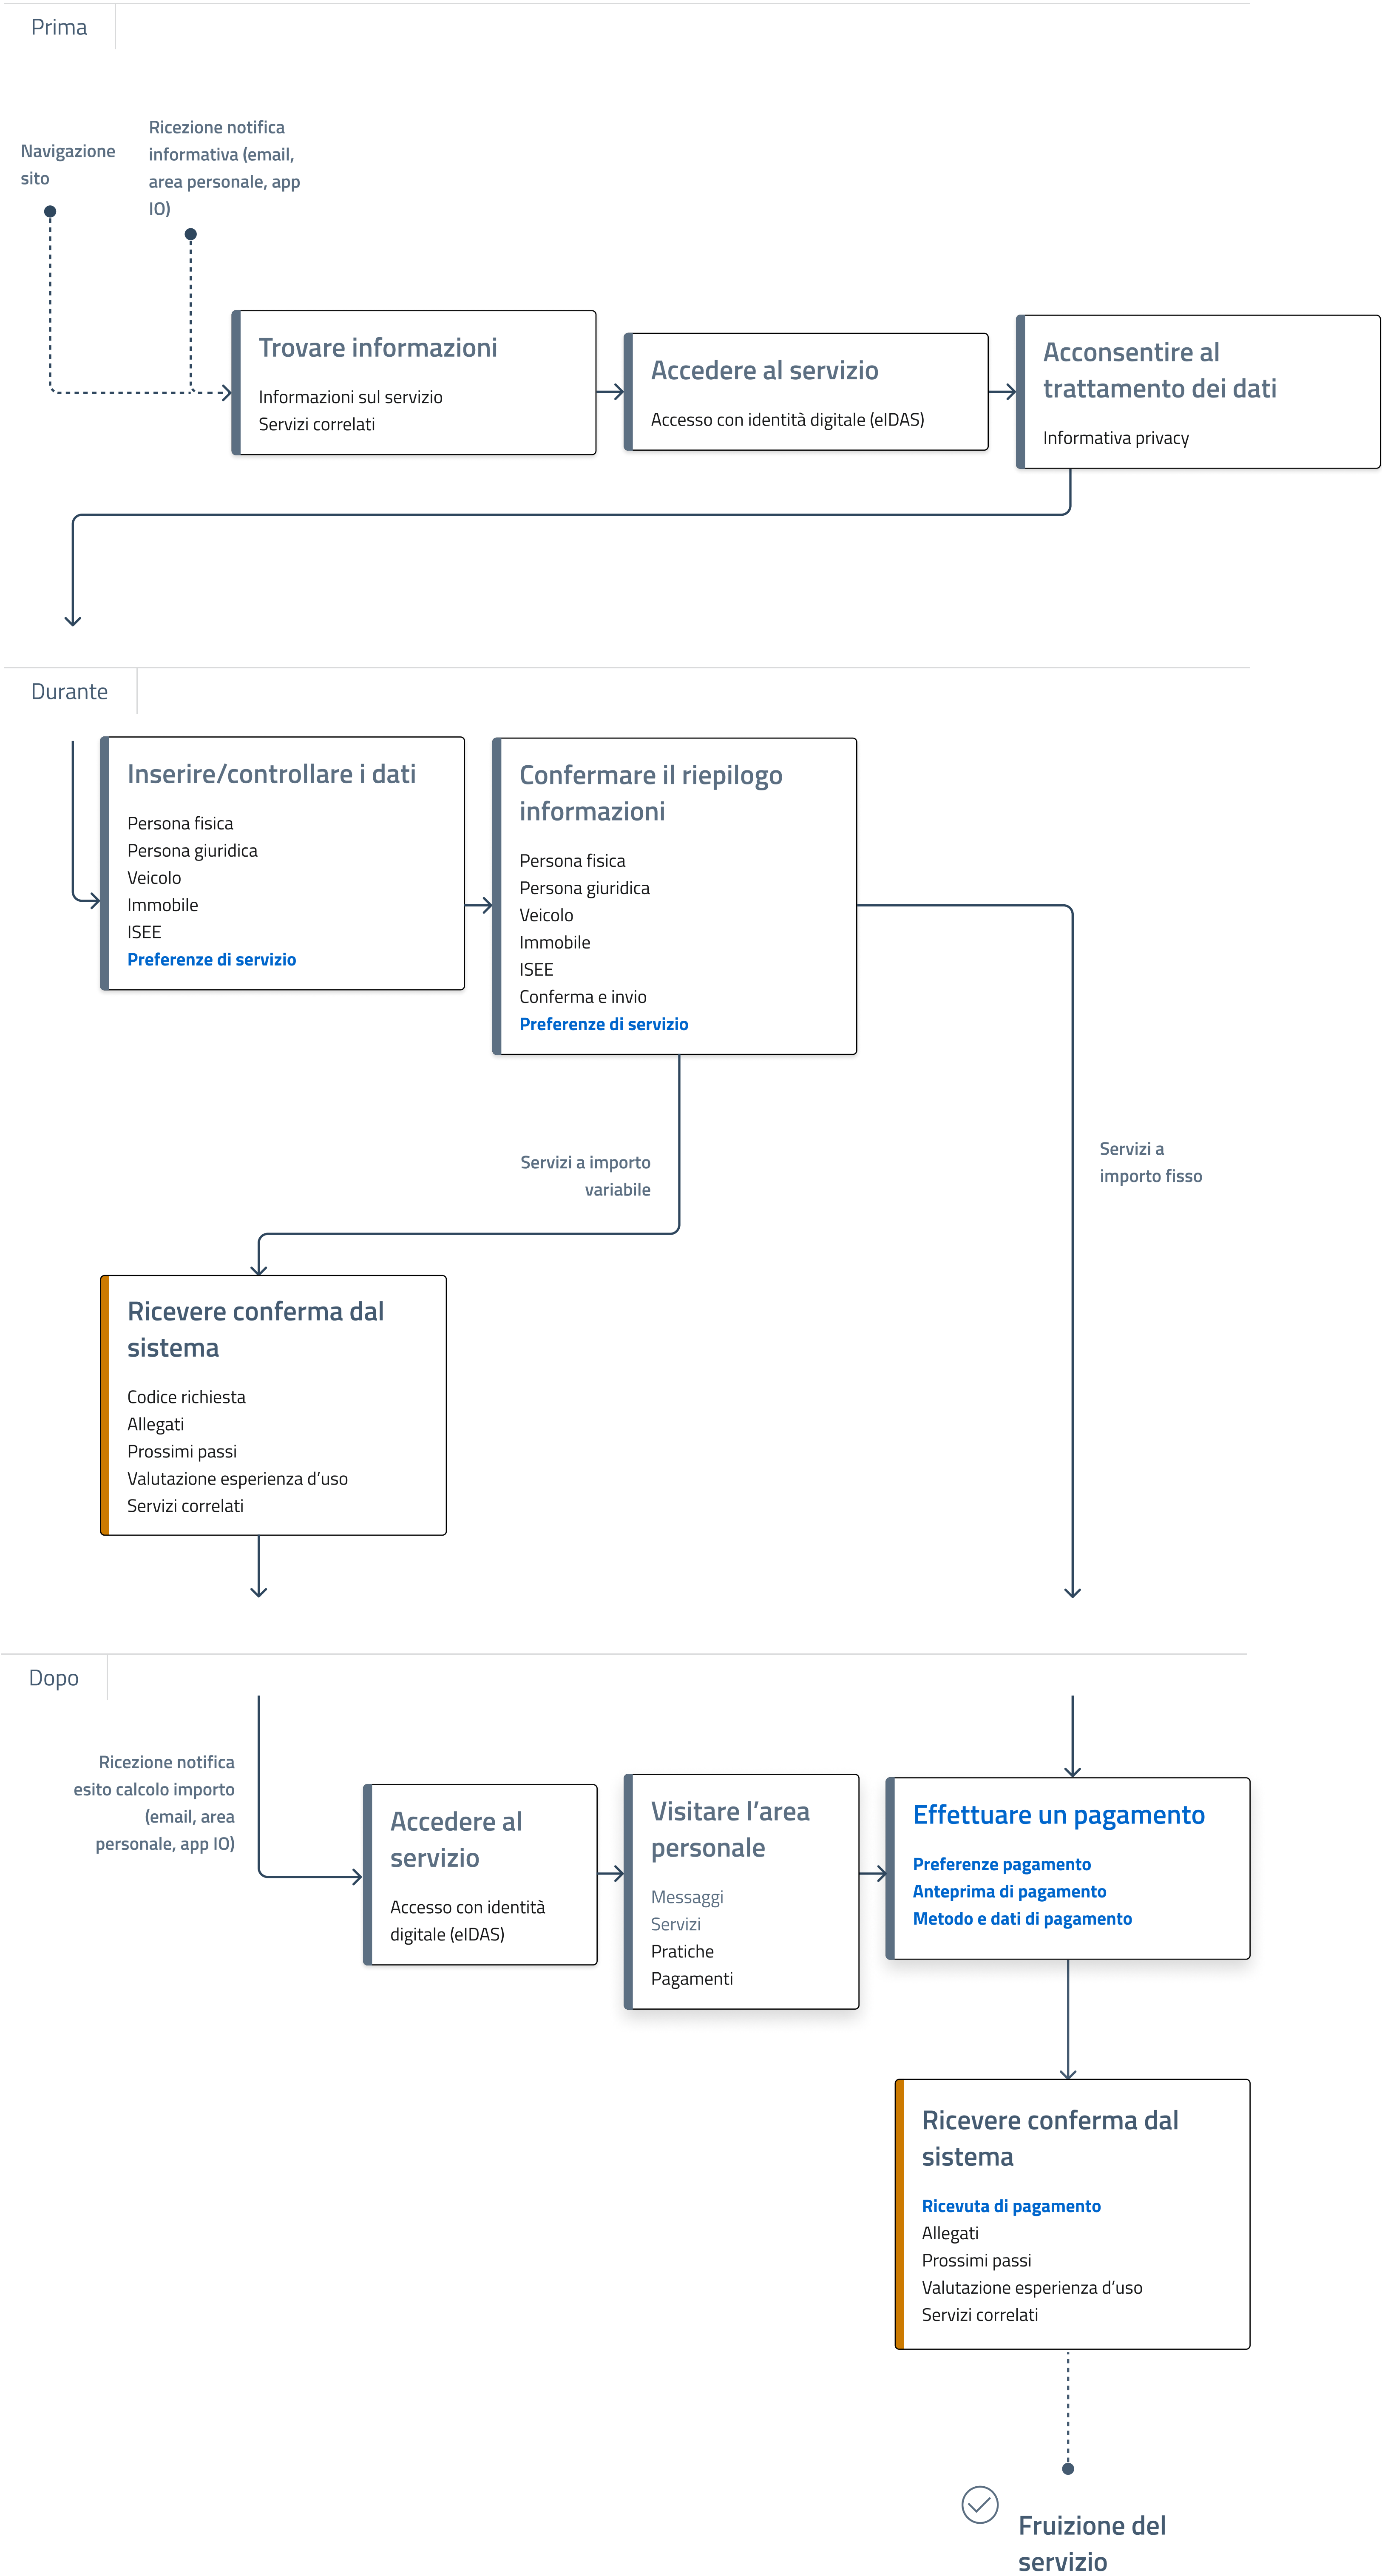 Prima
Navigazione
sito
Ricezione notifica
informativa (email,
area personale, app
IO)
Trovare informazioni
Informazioni sul servizio
Servizi correlati
Accedere al servizio
Accesso con identità digitale (eIDAS)
Acconsentire al
trattamento dei dati
Informativa privacy
Durante
Inserire/controllare i dati
Persona fisica
Persona giuridica
Veicolo
Immobile
ISEE
Preferenze di servizio
Confermare il riepilogo
informazioni
Persona fisica
Persona giuridica
Veicolo
Immobile
ISEE
Conferma e invio
Preferenze di servizio
Servizi a importo
variabile
Servizi a
importo fisso
Ricevere conferma dal
sistema
Codice richiesta
Allegati
Prossimi passi
Valutazione esperienza d’uso
Servizi correlati
Dopo
Ricezione notifica
esito calcolo importo
(email, area
personale, app IO)
Accedere al
servizio
Accesso con identità
digitale (eIDAS)
Visitare l’area
personale
Messaggi
Servizi
Pratiche
Pagamenti
Effettuare un pagamento
Preferenze pagamento
Anteprima di pagamento
Metodo e dati di pagamento
Ricevere conferma dal
sistema
Ricevuta di pagamento
Allegati
Prossimi passi
Valutazione esperienza d’uso
Servizi correlati
Fruizione del
servizio